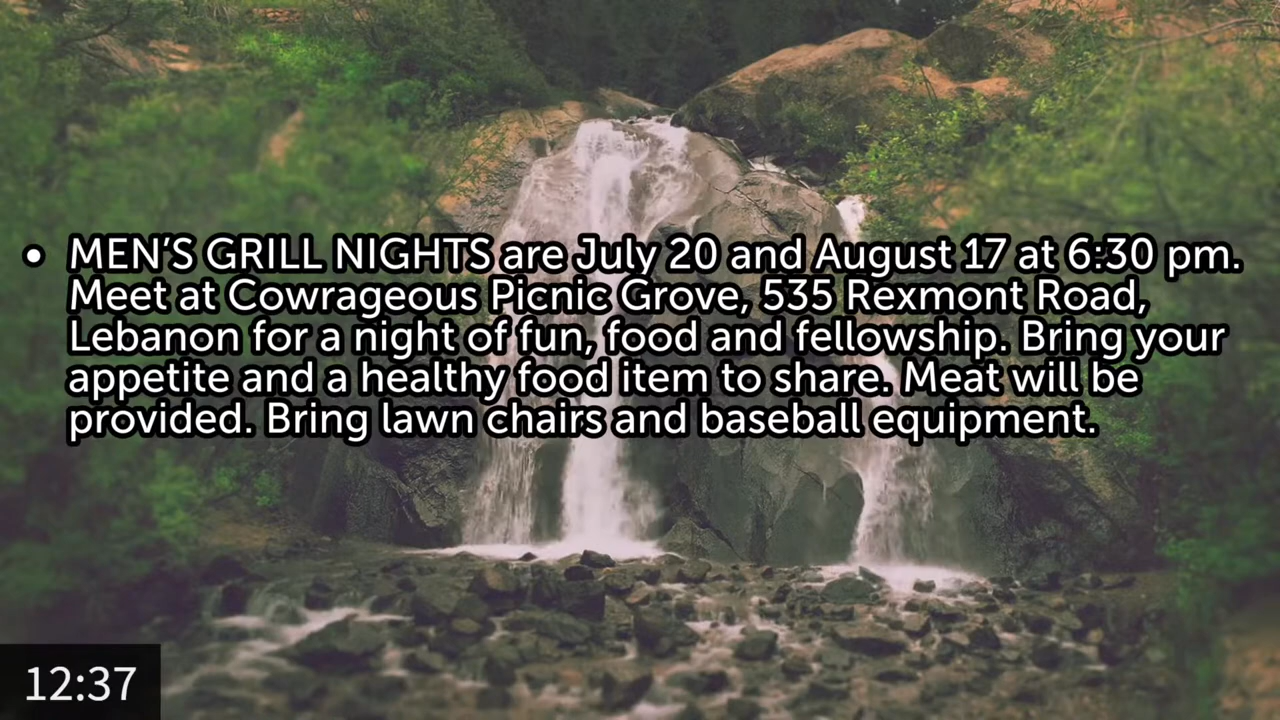 • MEN'S GRILL NIGHTS are July 20 and August 17 at 6:30 pm.
Meet at Cowrageous Picnic Grove, 535 Rexmont Road,
Lebanon for a night of fun, food and fellowship. Bring your
appetite and a healthy food item to share. Meat will be
provided. Bring lawn chairs and baseball equipment.
12:37